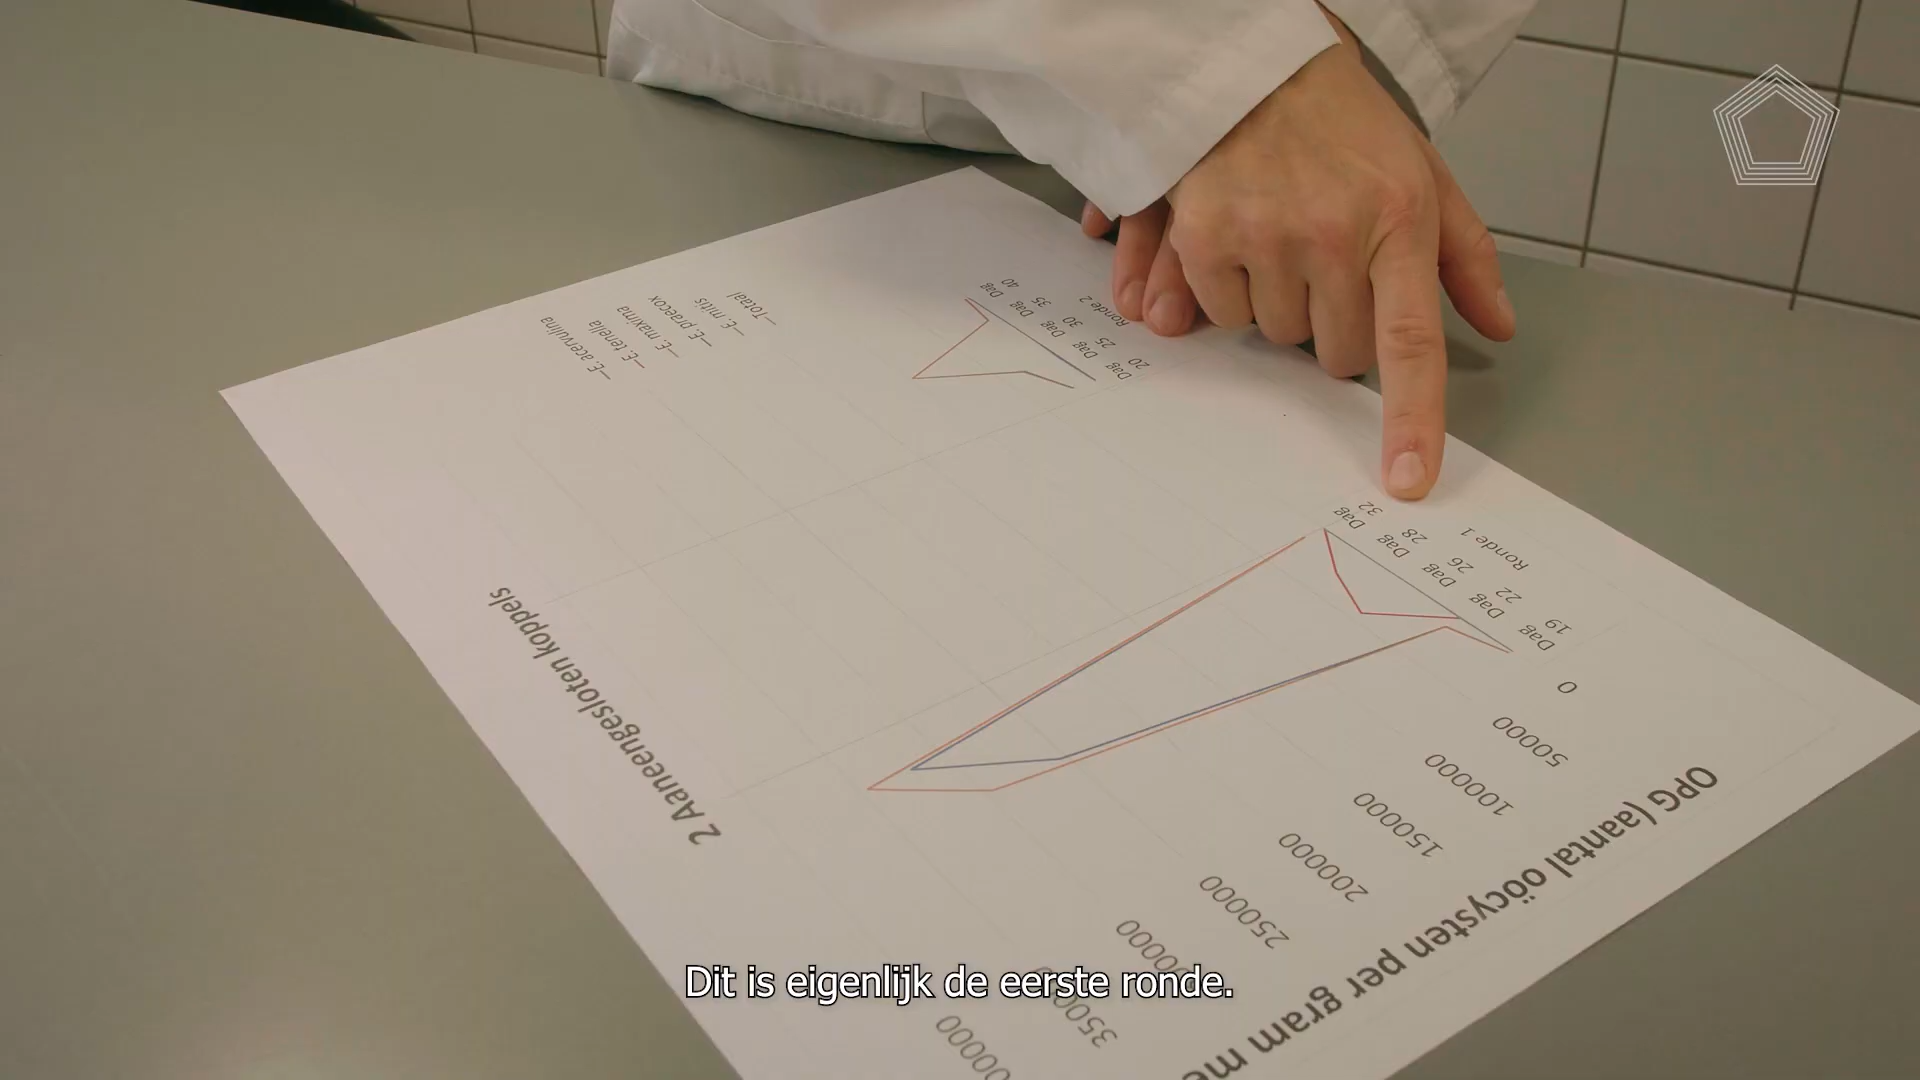 OPG (aantal oöcysten per gram me
2 Aaneengesloten koppels
350000
250000
200000
150000
100000
50000
0
Dag 19
Dag 22
Dag 26
Dag 28
Dag 32
Ronde 1
Dag 20
Dag 25
Dag 30
Dag 35
Dag 40
Ronde 2
E. acervulina
E. tenella
E. maxima
E. praecox
E. mitis
Totaal
Dit is eigenlijk de eerste ronde.